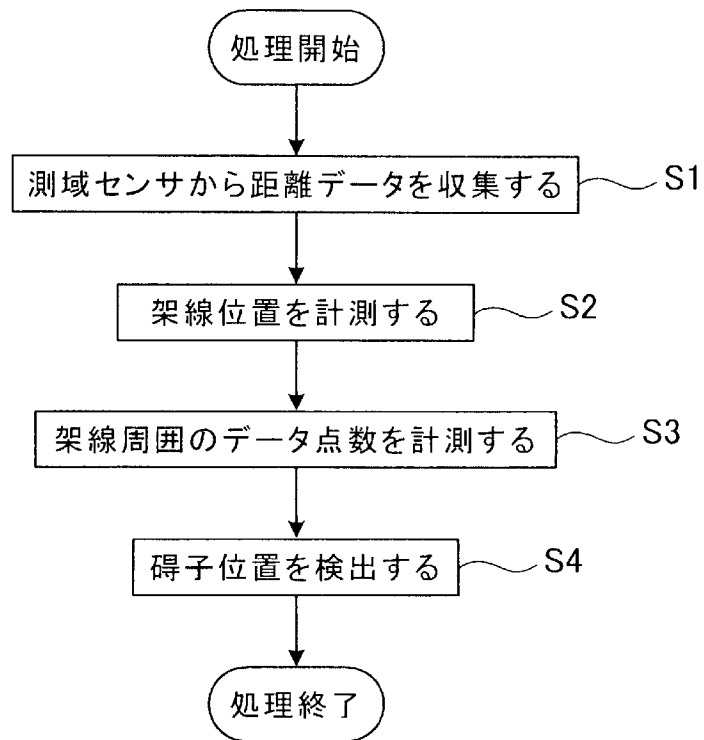 処理開始
測域センサから距離データを収集する
S1
架線位置を計測する
S2
架線周囲のデータ点数を計測する
S3
碍子位置を検出する
S4
処理終了